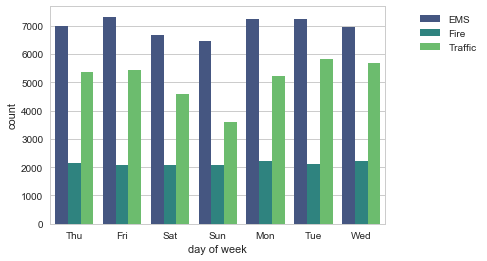 7000
6000
5000
4000
3000
2000
1000
0
count
Thu Fri Sat Sun Mon Tue Wed
day of week
EMS
Fire
Traffic